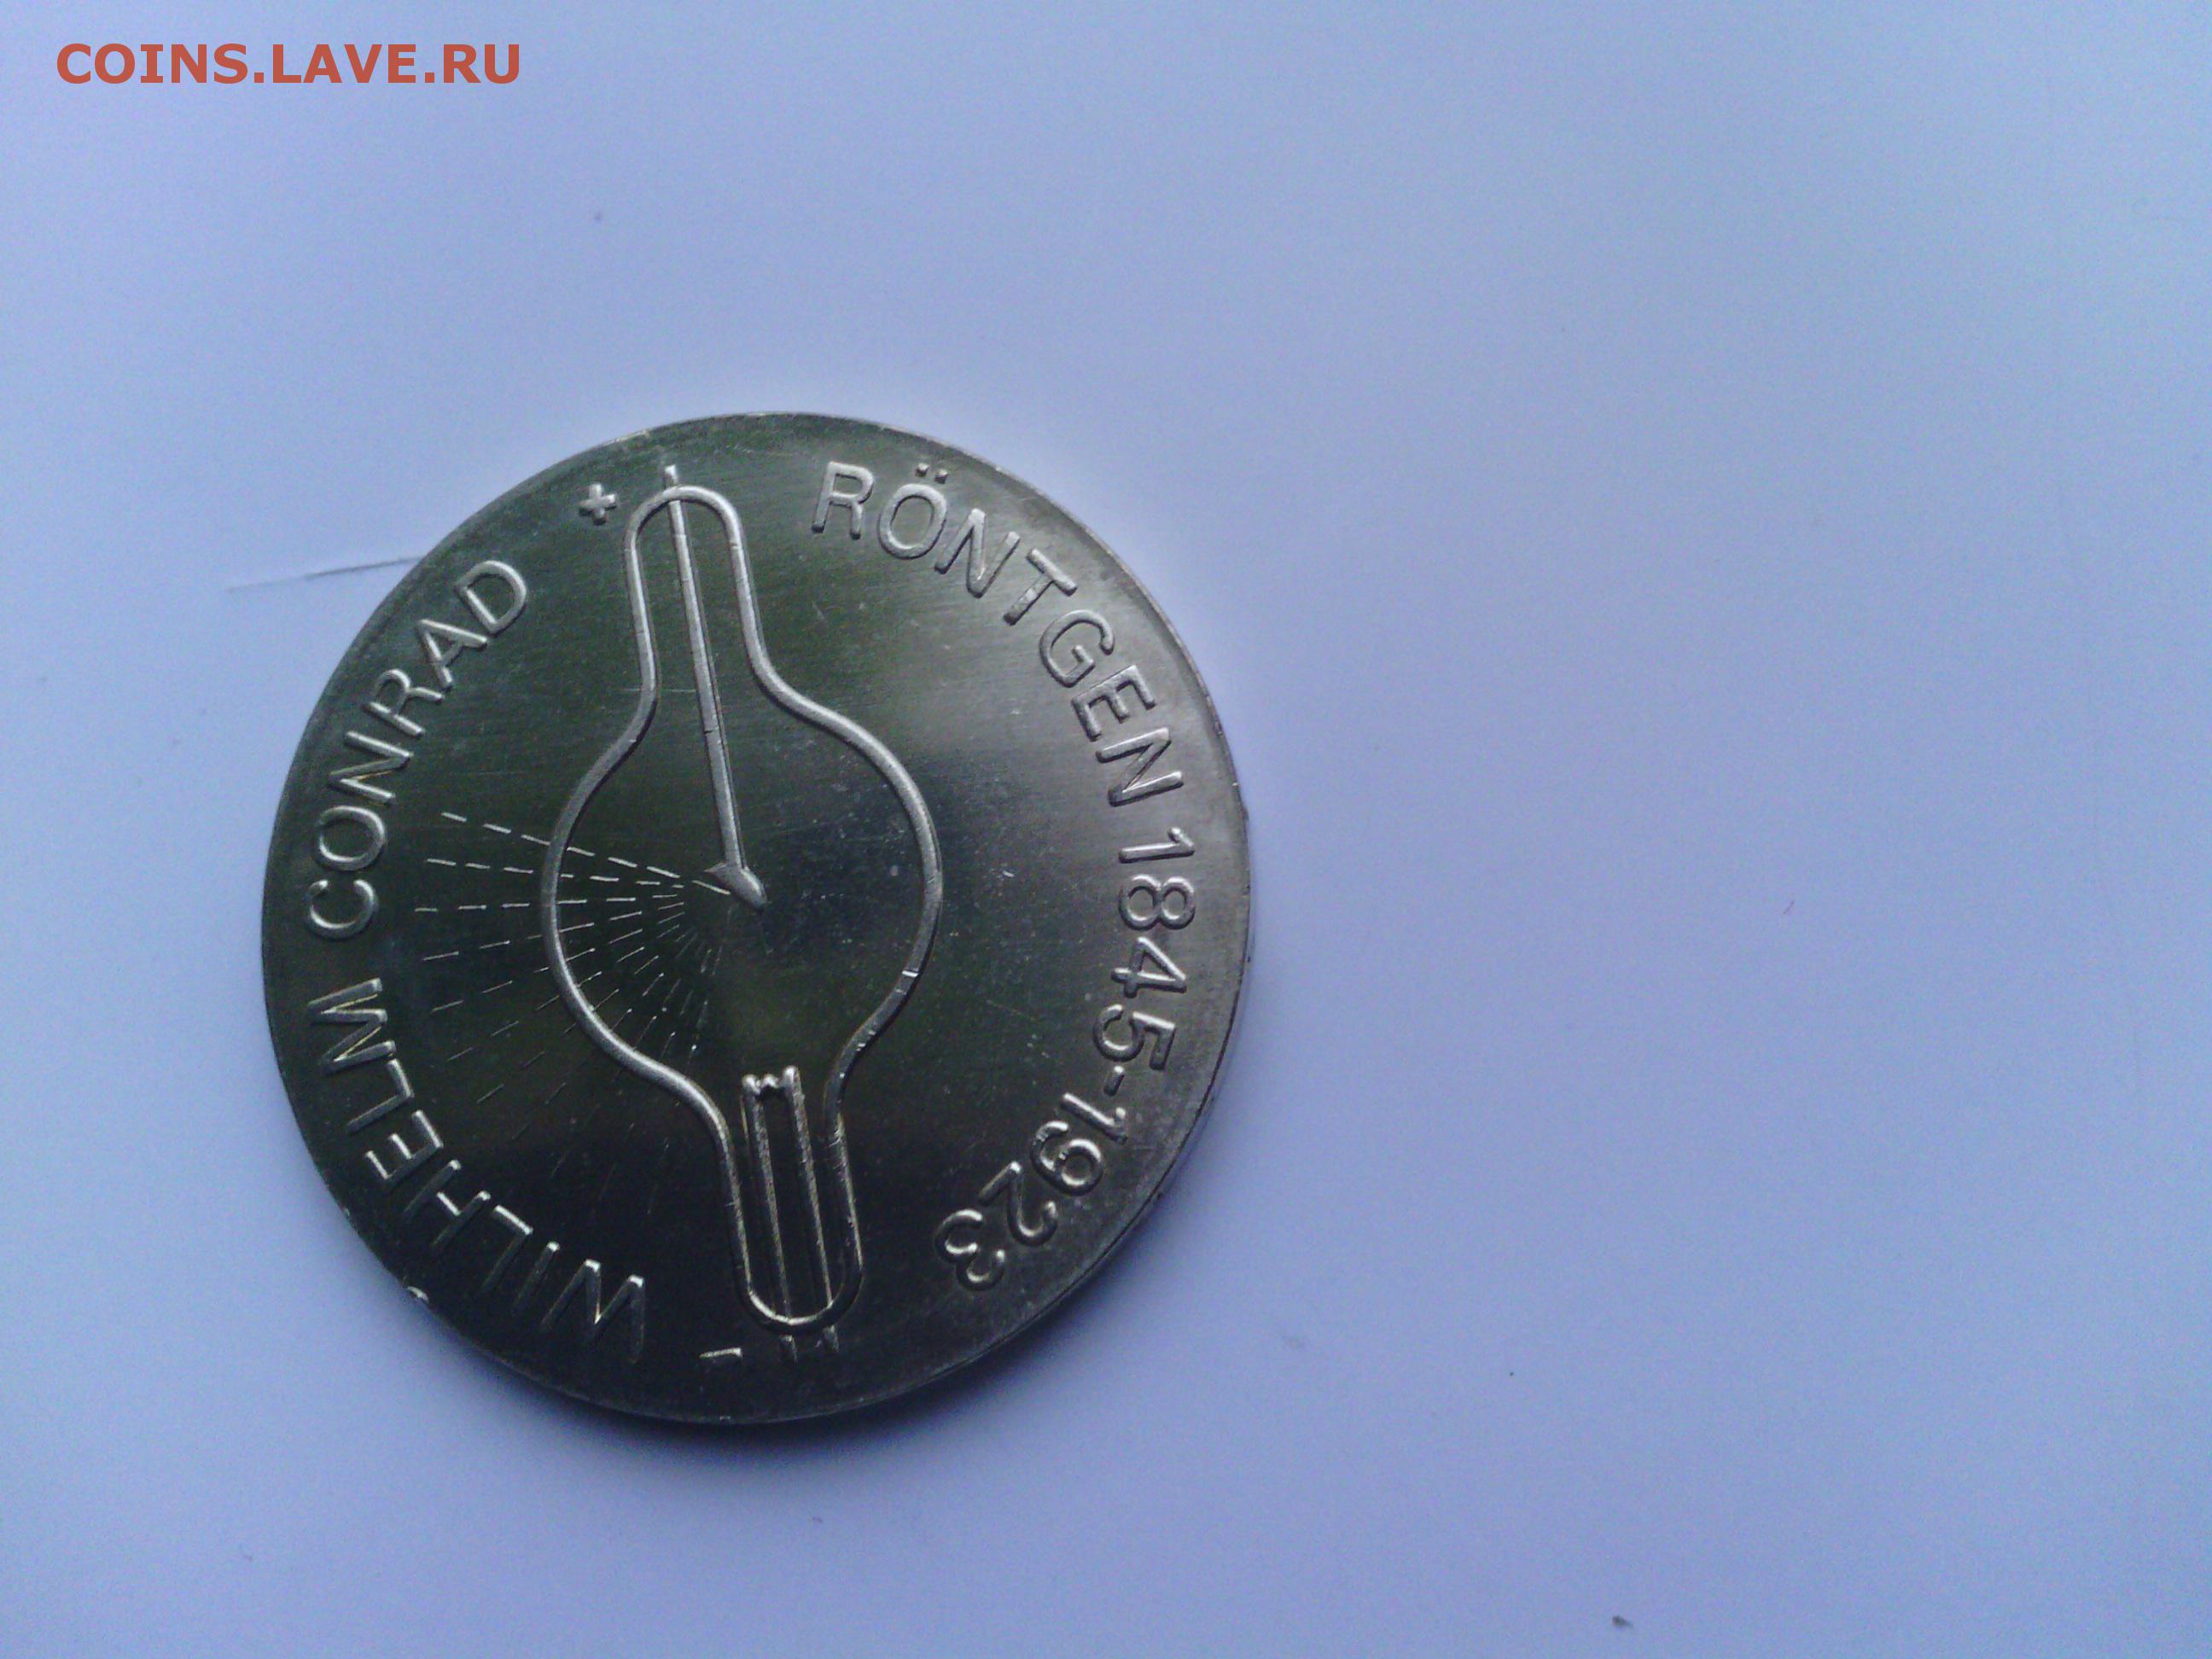 COINS.LAVE.RU
WILHELM CONRAD RÖNTGEN 1845-1923
+
-